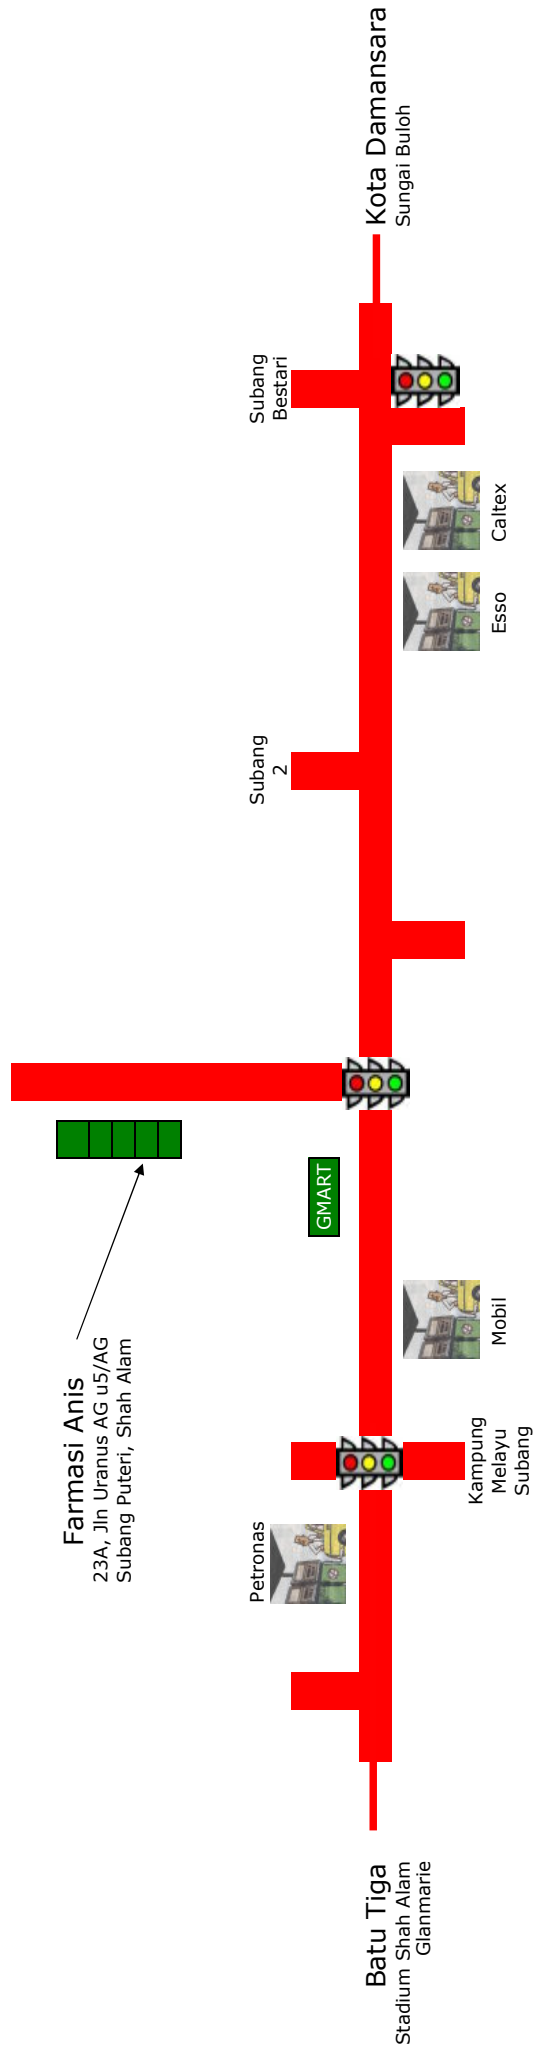 Farmasi Anis
23A, Jln Uranus AG u5/AG
Subang Puteri, Shah Alam
Petronas
Subang
2
Subang
Bestari
GMART
Batu Tiga
Stadium Shah Alam
Glanmarie
Kota Damansara
Sungai Buloh
Kampung
Melayu
Subang
Mobil
Esso
Caltex